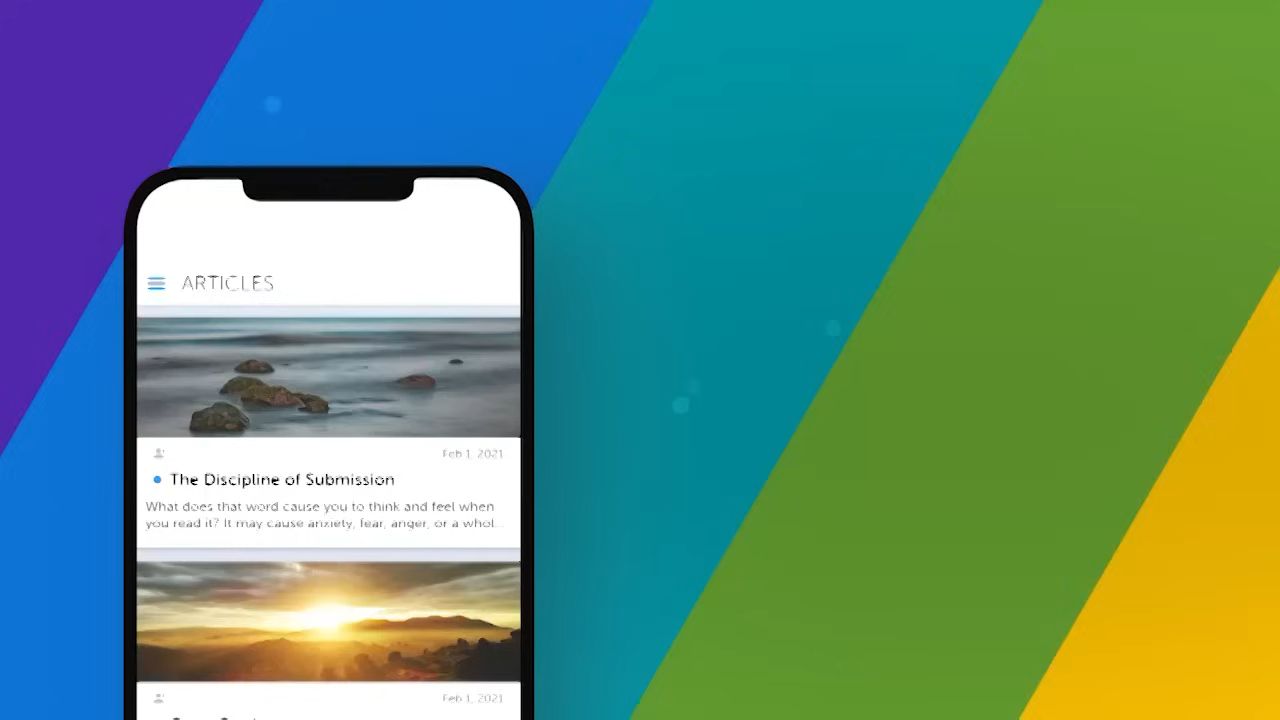 ARTICLES
Feb 1, 2021
The Discipline of Submission
What does that word cause you to think and feel when
you read it? It may cause anxiety, fear, anger, or a whol...
Feb 1, 2021